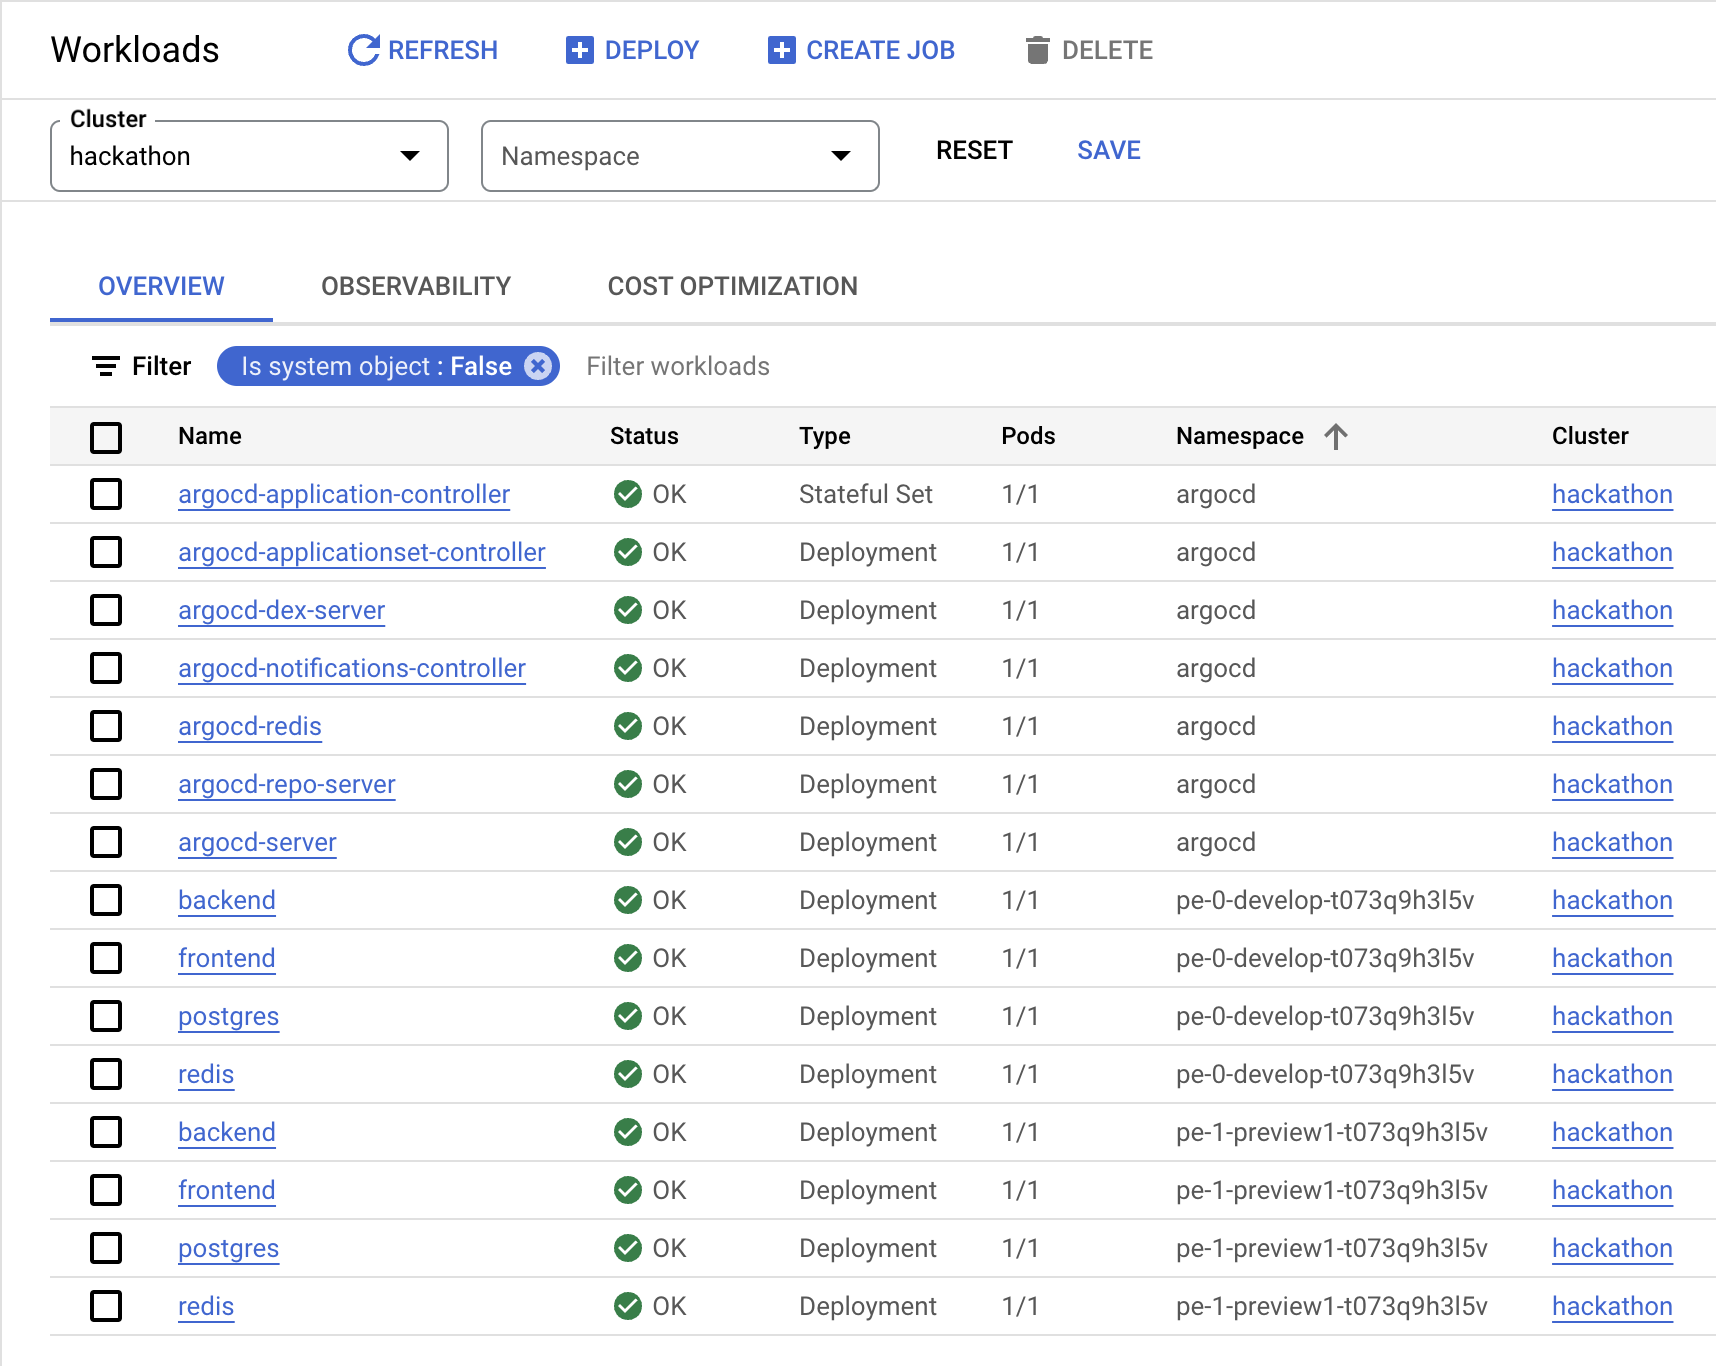 Workloads REFRESH DEPLOY CREATE JOB DELETE
Cluster
hackathon Namespace RESET SAVE
OVERVIEW OBSERVABILITY COST OPTIMIZATION
Filter Is system object : False Filter workloads
Name Status Type Pods Namespace Cluster
argocd-application-controller OK Stateful Set 1/1 argocd hackathon
argocd-applicationset-controller OK Deployment 1/1 argocd hackathon
argocd-dex-server OK Deployment 1/1 argocd hackathon
argocd-notifications-controller OK Deployment 1/1 argocd hackathon
argocd-redis OK Deployment 1/1 argocd hackathon
argocd-repo-server OK Deployment 1/1 argocd hackathon
argocd-server OK Deployment 1/1 argocd hackathon
backend OK Deployment 1/1 pe-0-develop-t073q9h3l5v hackathon
frontend OK Deployment 1/1 pe-0-develop-t073q9h3l5v hackathon
postgres OK Deployment 1/1 pe-0-develop-t073q9h3l5v hackathon
redis OK Deployment 1/1 pe-0-develop-t073q9h3l5v hackathon
backend OK Deployment 1/1 pe-1-preview1-t073q9h3l5v hackathon
frontend OK Deployment 1/1 pe-1-preview1-t073q9h3l5v hackathon
postgres OK Deployment 1/1 pe-1-preview1-t073q9h3l5v hackathon
redis OK Deployment 1/1 pe-1-preview1-t073q9h3l5v hackathon